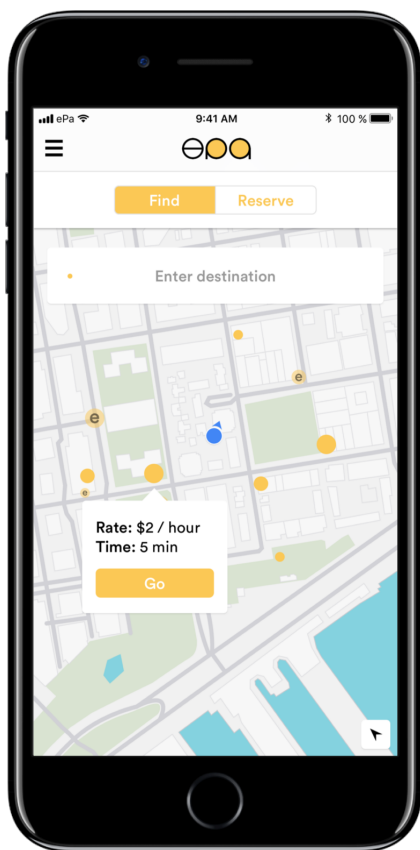 ePa
9:41 AM
100 %
epa
Find
Reserve
Enter destination
e
e
e
Rate: $2 / hour
Time: 5 min
Go